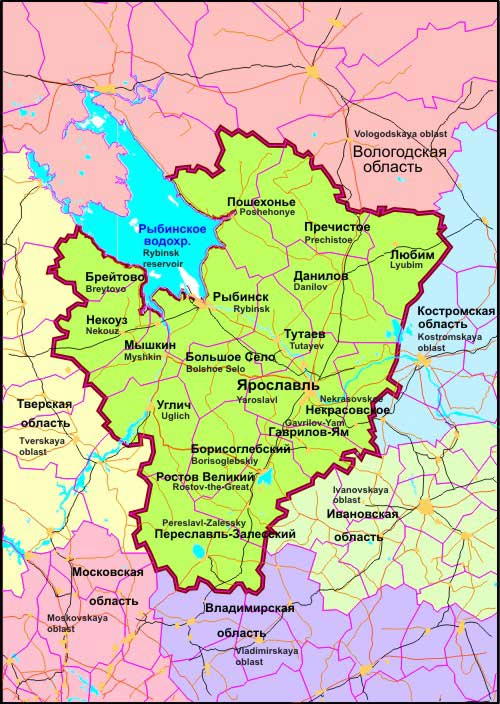 Vologodskaya oblast
Вологодская
область
Пошехонье
Poshehonye
Пречистое
Prechistoe
Рыбинское
водохр.
Rybinsk
reservoir
Любим
Lyubim
Брейтово
Breytovo
Данилов
Danilov
Рыбинск
Rybinsk
Некоуз
Nekouz
Костромская
область
Kostromskaya
oblast
Мышкин
Myshkin
Тутаев
Tutayev
Большое Село
Bolshoe Selo
Ярославль
Yaroslavl
Тверская
область
Tverskaya
oblast
Углич
Uglich
Nekrasovskoe
Некрасовское
Gavrilov-Yam
Гаврилов-Ям
Борисоглебский
Borisoglebskiy
Ростов Великий
Rostov-the-Great
Ivanovskaya
oblast
Ивановская
область
Pereslavl-Zalessky
Переславль-Залесский
Московская
область
Moskovskaya
oblast
Владимирская
область
Vladimirskaya
oblast